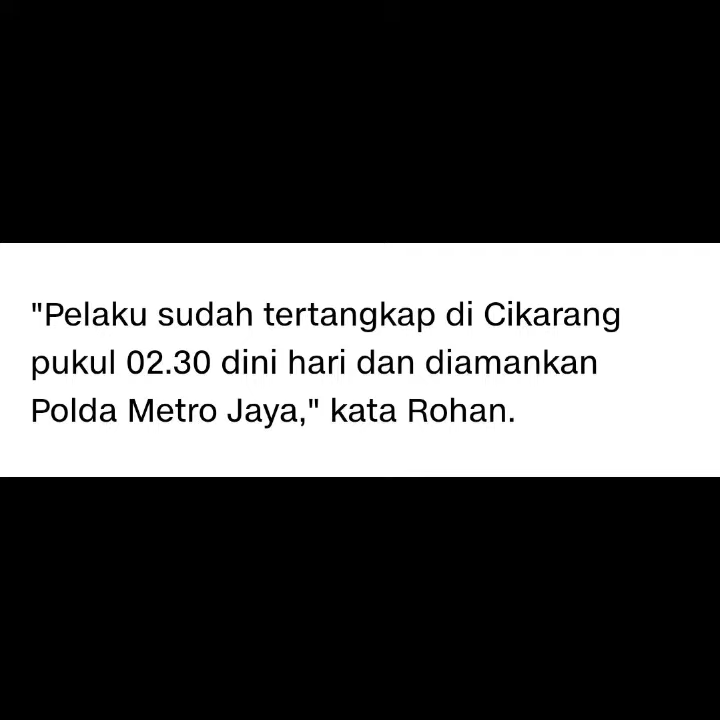 "Pelaku sudah tertangkap di Cikarang
pukul 02.30 dini hari dan diamankan
Polda Metro Jaya," kata Rohan.